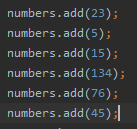 numbers.add(23);
numbers.add(5);
numbers.add(15);
numbers.add(134);
numbers.add(76);
numbers.add(45);